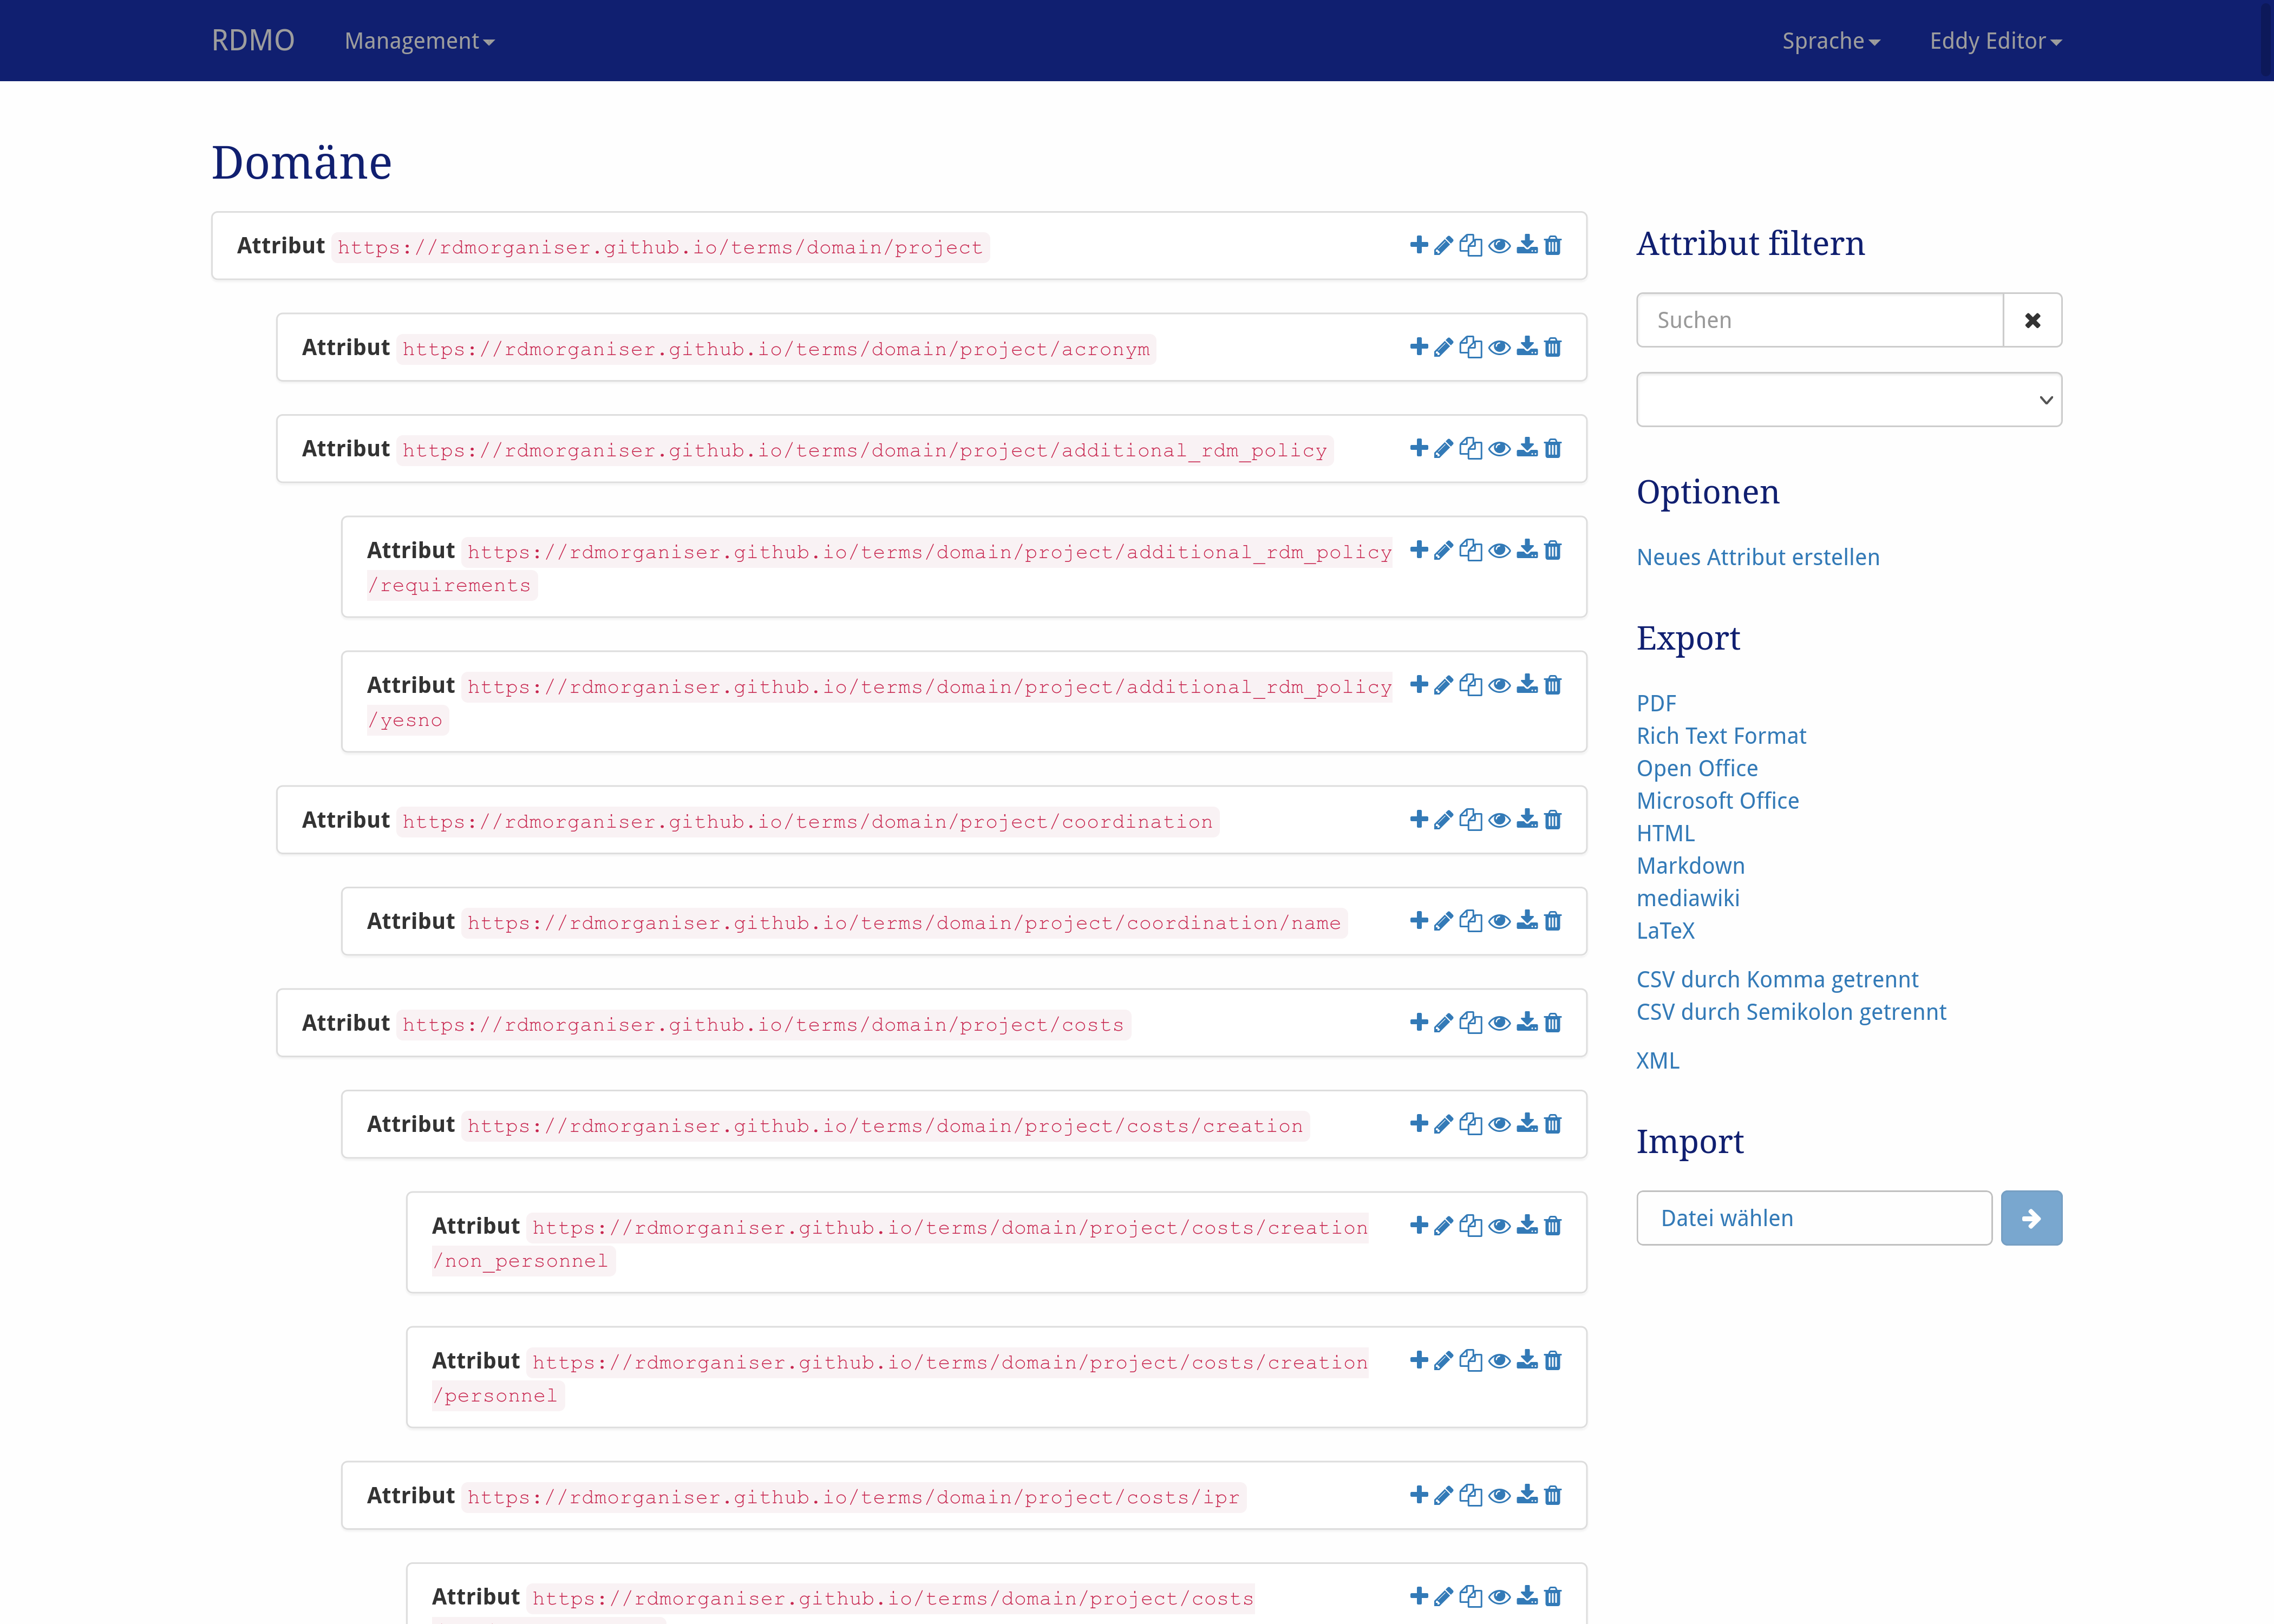 RDMO Management Sprache Eddy Editor
Domäne
Attribut https://rdmorganiser.github.io/terms/domain/project
Attribut https://rdmorganiser.github.io/terms/domain/project/acronym
Attribut https://rdmorganiser.github.io/terms/domain/project/additional_rdm_policy
Attribut https://rdmorganiser.github.io/terms/domain/project/additional_rdm_policy
/requirements
Attribut https://rdmorganiser.github.io/terms/domain/project/additional_rdm_policy
/yesno
Attribut https://rdmorganiser.github.io/terms/domain/project/coordination
Attribut https://rdmorganiser.github.io/terms/domain/project/coordination/name
Attribut https://rdmorganiser.github.io/terms/domain/project/costs
Attribut https://rdmorganiser.github.io/terms/domain/project/costs/creation
Attribut https://rdmorganiser.github.io/terms/domain/project/costs/creation
/non_personnel
Attribut https://rdmorganiser.github.io/terms/domain/project/costs/creation
/personnel
Attribut https://rdmorganiser.github.io/terms/domain/project/costs/ipr
Attribut https://rdmorganiser.github.io/terms/domain/project/costs
Attribut filtern
Suchen
Optionen
Neues Attribut erstellen
Export
PDF
Rich Text Format
Open Office
Microsoft Office
HTML
Markdown
mediawiki
LaTeX
CSV durch Komma getrennt
CSV durch Semikolon getrennt
XML
Import
Datei wählen